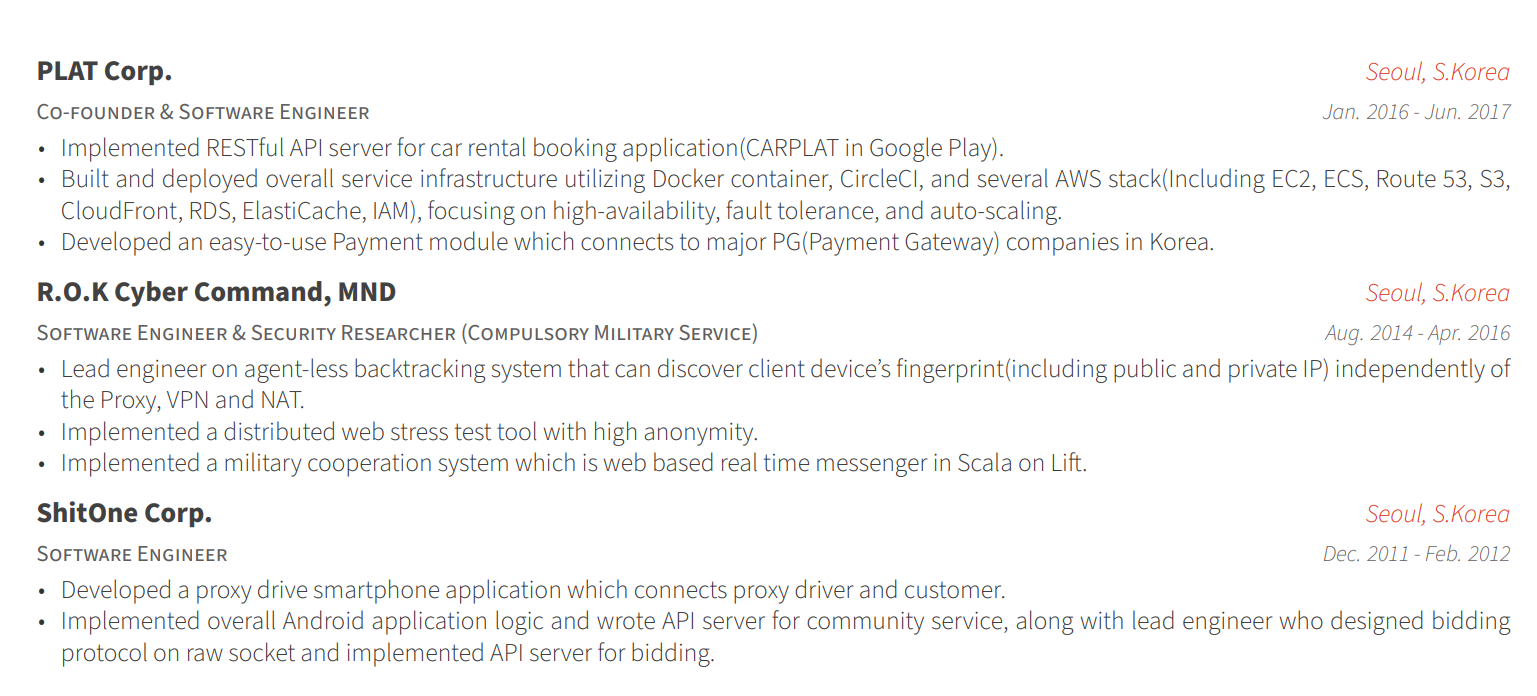 PLAT Corp. Seoul, S.Korea
Co-founder & Software Engineer Jan. 2016 - Jun. 2017
• Implemented RESTful API server for car rental booking application(CARPLAT in Google Play).
• Built and deployed overall service infrastructure utilizing Docker container, CircleCI, and several AWS stack(Including EC2, ECS, Route 53, S3,
CloudFront, RDS, ElastiCache, IAM), focusing on high-availability, fault tolerance, and auto-scaling.
• Developed an easy-to-use Payment module which connects to major PG(Payment Gateway) companies in Korea.
R.O.K Cyber Command, MND Seoul, S.Korea
Software Engineer & Security Researcher (Compulsory Military Service) Aug. 2014 - Apr. 2016
• Lead engineer on agent-less backtracking system that can discover client device’s fingerprint(including public and private IP) independently of
the Proxy, VPN and NAT.
• Implemented a distributed web stress test tool with high anonymity.
• Implemented a military cooperation system which is web based real time messenger in Scala on Lift.
ShitOne Corp. Seoul, S.Korea
Software Engineer Dec. 2011 - Feb. 2012
• Developed a proxy drive smartphone application which connects proxy driver and customer.
• Implemented overall Android application logic and wrote API server for community service, along with lead engineer who designed bidding
protocol on raw socket and implemented API server for bidding.